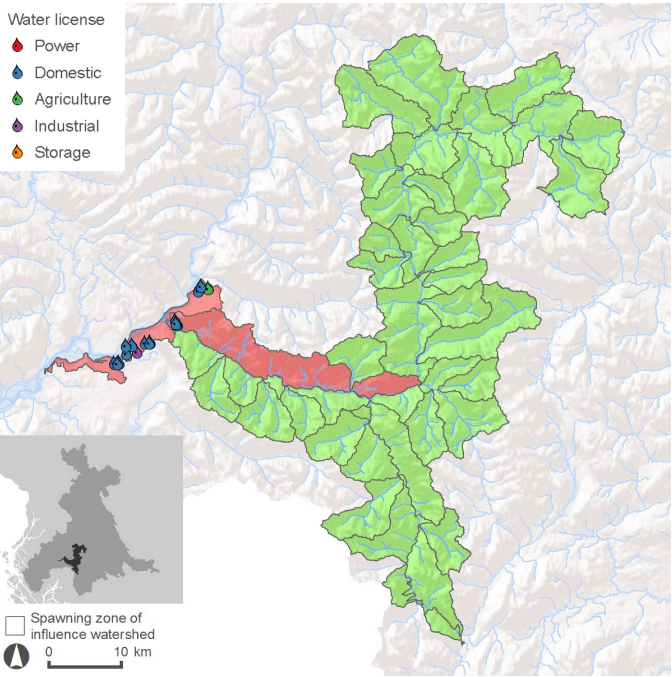 Water license
Power
Domestic
Agriculture
Industrial
Storage
Spawning zone of
influence watershed
0 10 km